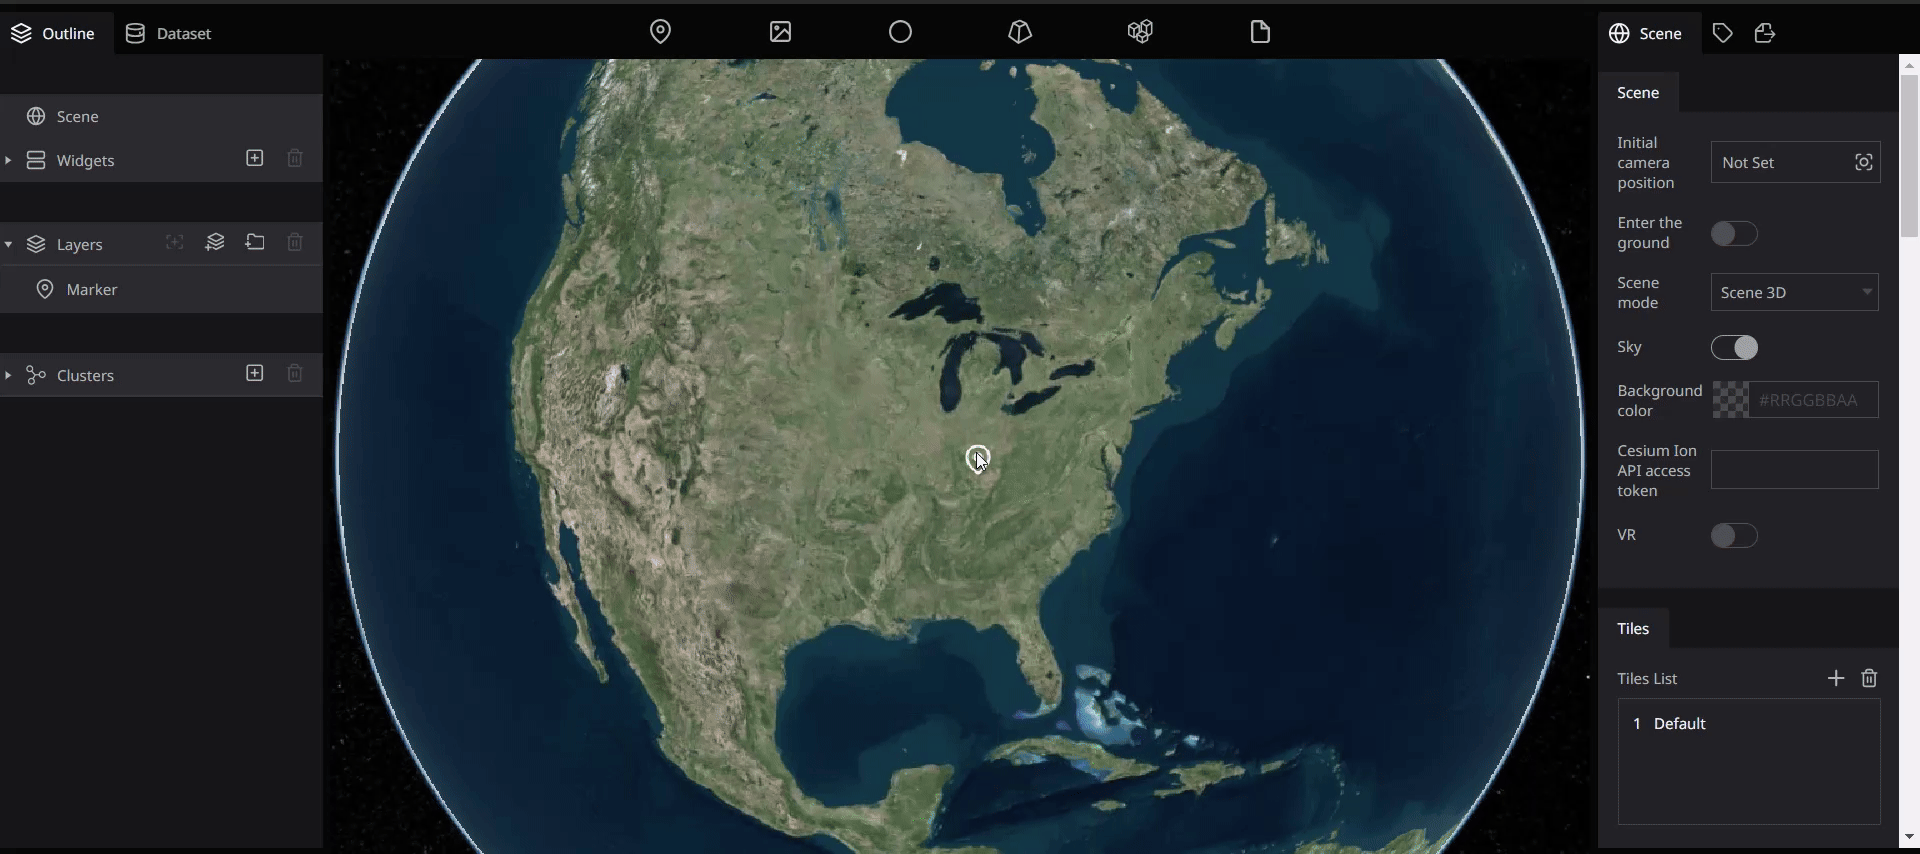 Outline
Dataset
Scene
Widgets
Layers
Marker
Clusters
Scene
Scene
Initial
camera
position
Not Set
Enter the
ground
Scene
mode
Scene 3D
Sky
Background
color
#RRGGBBAA
Cesium Ion
API access
token
VR
Tiles
Tiles List
1 Default